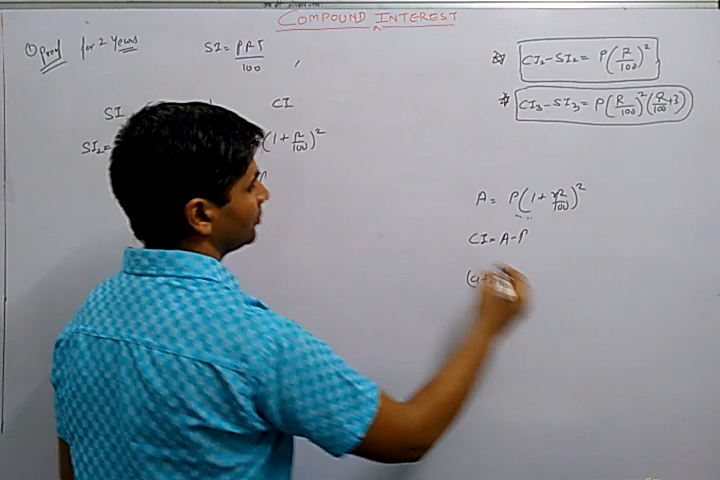 COMPOUND INTEREST
① Proof for 2 Years
SI = PRT/100 ,
SI
CI
SI₂ =
(1 + R/100)²
☆ CI₂ - SI₂ = P(R/100)²
☆ CI₃ - SI₃ = P(R/100)²(R/100 + 3)
A = P(1 + R/100)²
CI = A - P